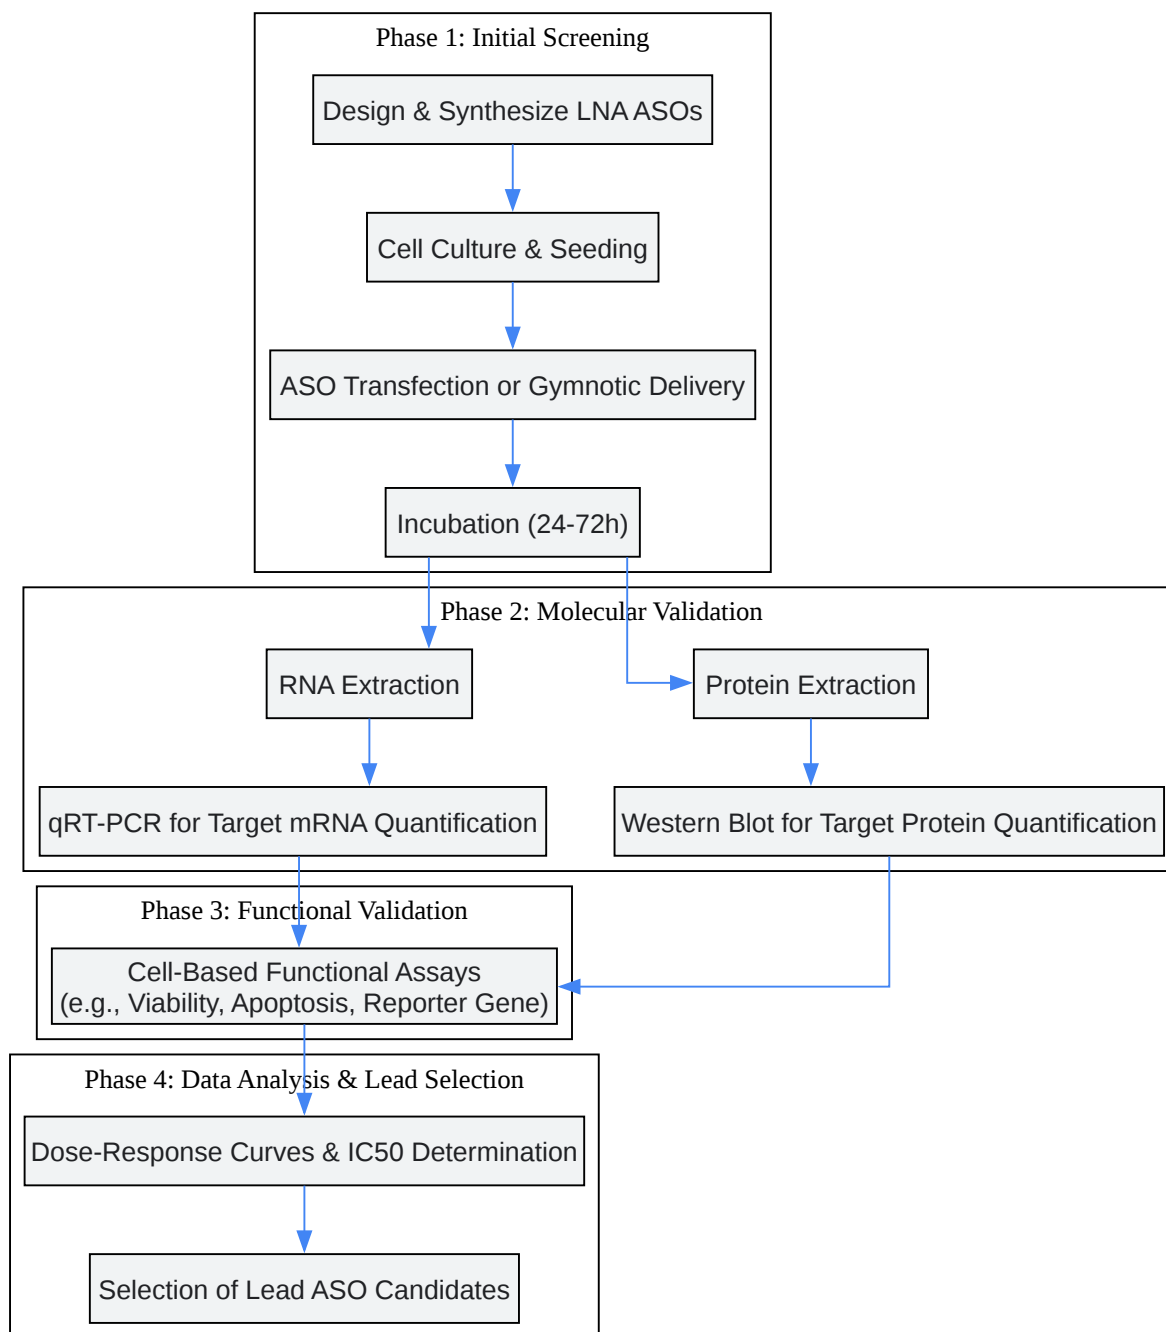 Phase 1: Initial Screening
Design & Synthesize LNA ASOs
Cell Culture & Seeding
ASO Transfection or Gymnotic Delivery
Incubation (24-72h)
Phase 2: Molecular Validation
RNA Extraction
Protein Extraction
qRT-PCR for Target mRNA Quantification
Western Blot for Target Protein Quantification
Phase 3: Functional Validation
Cell-Based Functional Assays
(e.g., Viability, Apoptosis, Reporter Gene)
Phase 4: Data Analysis & Lead Selection
Dose-Response Curves & IC50 Determination
Selection of Lead ASO Candidates